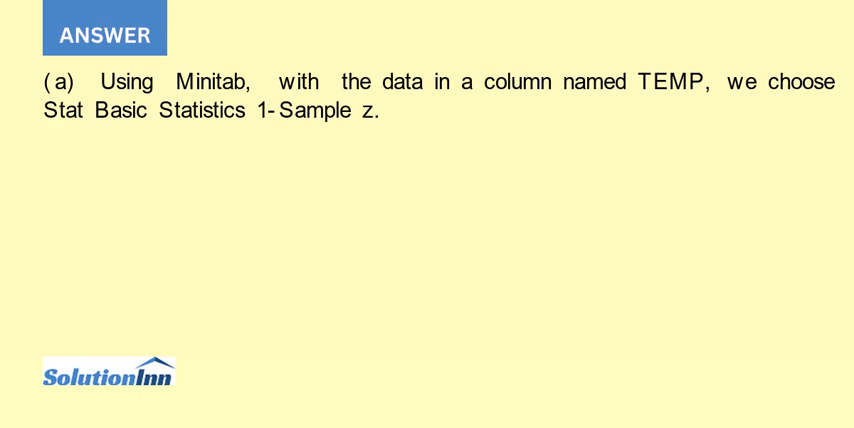 ANSWER
(a) Using Minitab, with the data in a column named TEMP, we choose
Stat Basic Statistics 1-Sample z.
SolutionInn